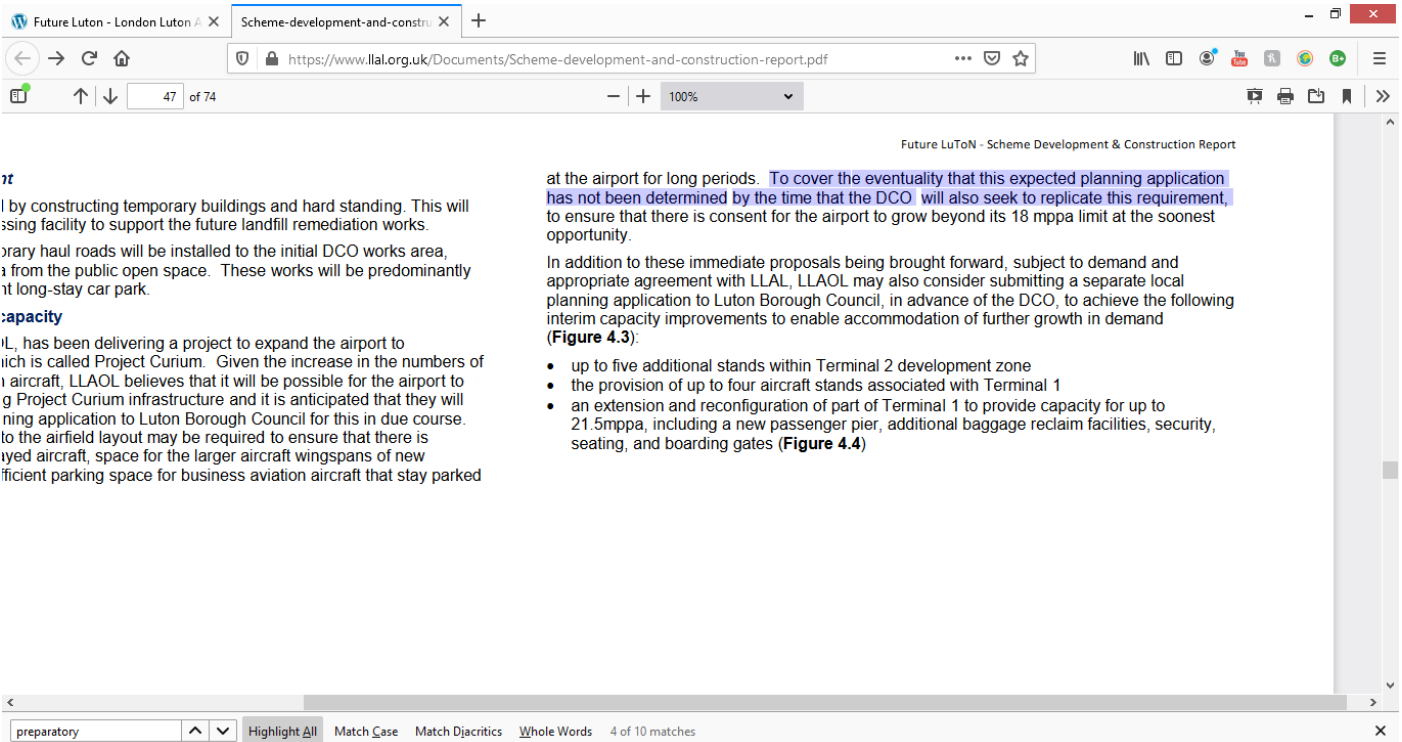 Future Luton - London Luton A
Scheme-development-and-constru
https://www.llal.org.uk/Documents/Scheme-development-and-construction-report.pdf
You
Tube
B+
47 of 74
100%
Future LuToN - Scheme Development & Construction Report
nt
l by constructing temporary buildings and hard standing. This will
ssing facility to support the future landfill remediation works.
orary haul roads will be installed to the initial DCO works area,
a from the public open space. These works will be predominantly
nt long-stay car park.
capacity
OL, has been delivering a project to expand the airport to
hich is called Project Curium. Given the increase in the numbers of
n aircraft, LLAOL believes that it will be possible for the airport to
g Project Curium infrastructure and it is anticipated that they will
ning application to Luton Borough Council for this in due course.
to the airfield layout may be required to ensure that there is
ayed aircraft, space for the larger aircraft wingspans of new
fficient parking space for business aviation aircraft that stay parked
at the airport for long periods. To cover the eventuality that this expected planning application
has not been determined by the time that the DCO will also seek to replicate this requirement,
to ensure that there is consent for the airport to grow beyond its 18 mppa limit at the soonest
opportunity.
In addition to these immediate proposals being brought forward, subject to demand and
appropriate agreement with LLAL, LLAOL may also consider submitting a separate local
planning application to Luton Borough Council, in advance of the DCO, to achieve the following
interim capacity improvements to enable accommodation of further growth in demand
(Figure 4.3):
• up to five additional stands within Terminal 2 development zone
• the provision of up to four aircraft stands associated with Terminal 1
• an extension and reconfiguration of part of Terminal 1 to provide capacity for up to
21.5mppa, including a new passenger pier, additional baggage reclaim facilities, security,
seating, and boarding gates (Figure 4.4)
preparatory Highlight All Match Case Match Diacritics Whole Words 4 of 10 matches